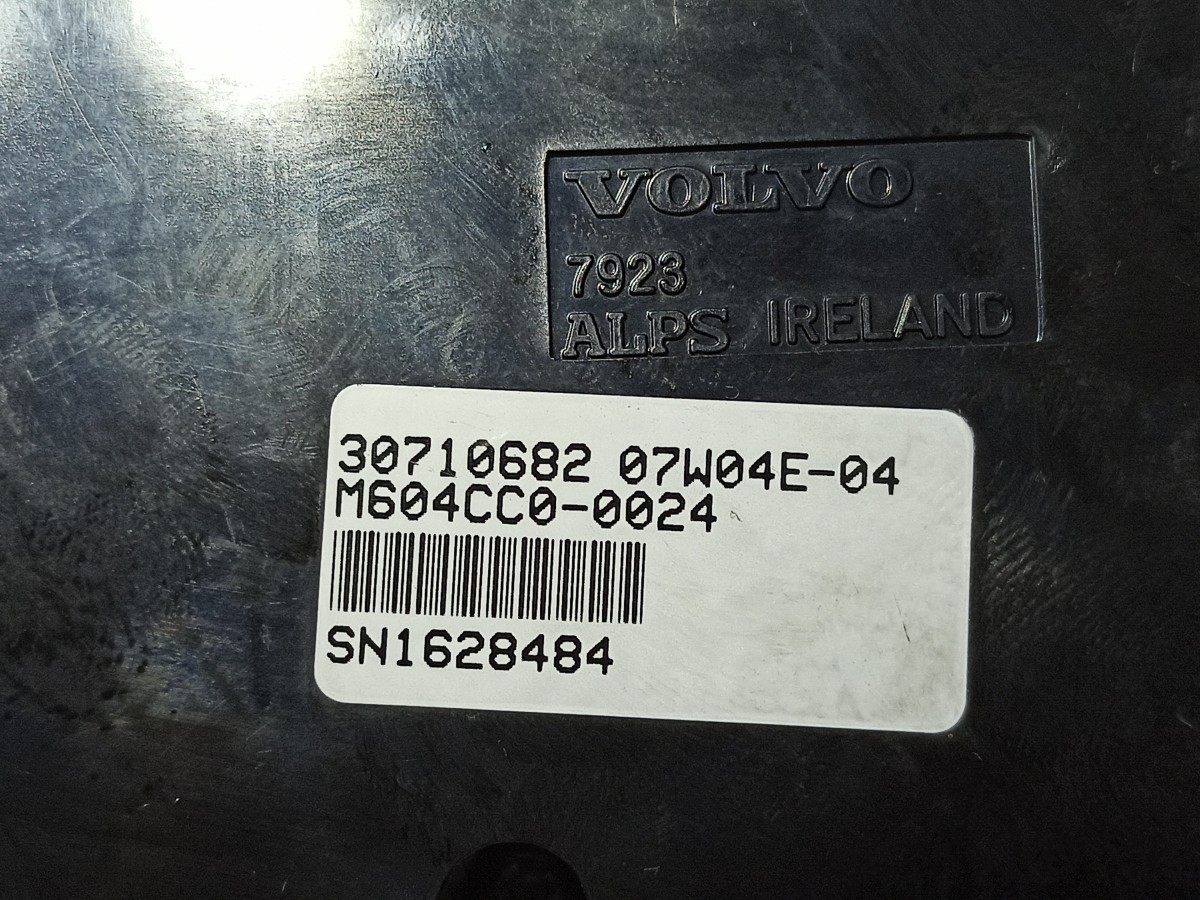 VOLVO
7923
ALPS IRELAND
30710682 07W04E-04
M604CC0-0024
SN1628484